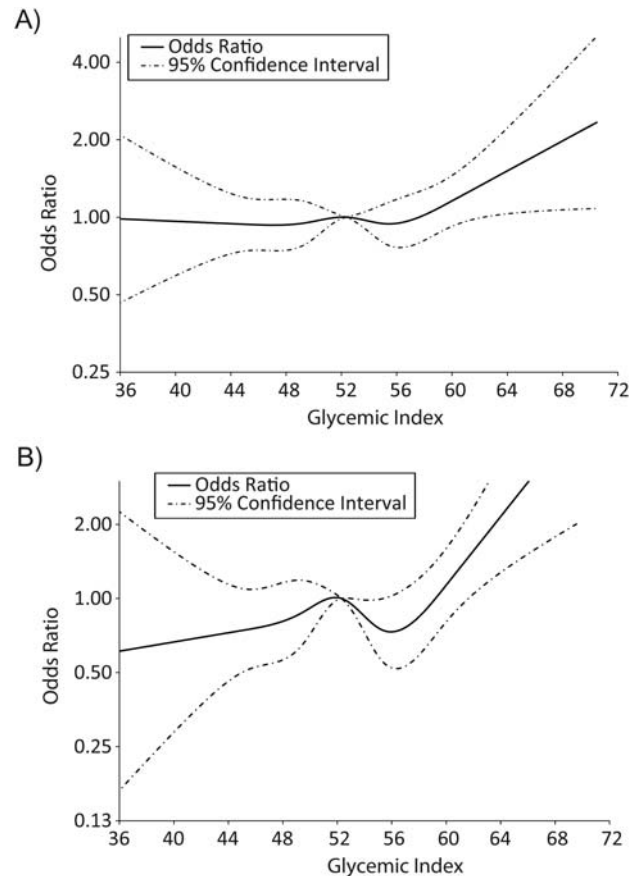 A)
Odds Ratio
95% Confidence Interval
4.00
2.00
1.00
0.50
0.25
Odds Ratio
36 40 44 48 52 56 60 64 68 72
Glycemic Index
B)
Odds Ratio
95% Confidence Interval
2.00
1.00
0.50
0.25
0.13
Odds Ratio
36 40 44 48 52 56 60 64 68 72
Glycemic Index